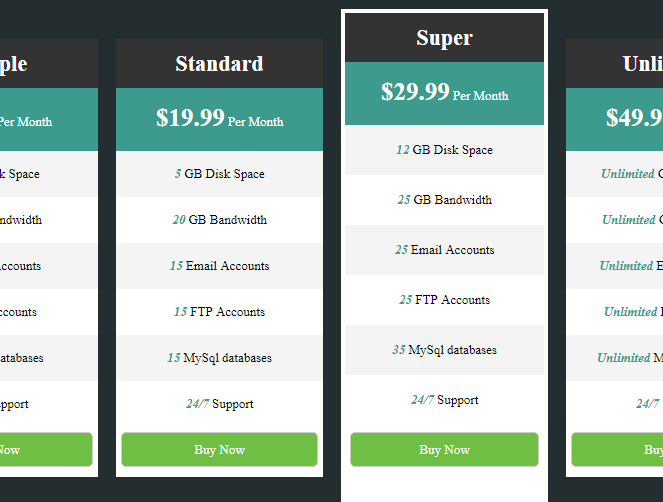 ple
Per Month
k Space
ndwidth
ccounts
ccounts
atabases
pport
Now
Standard
$19.99 Per Month
5 GB Disk Space
20 GB Bandwidth
15 Email Accounts
15 FTP Accounts
15 MySql databases
24/7 Support
Buy Now
Super
$29.99 Per Month
12 GB Disk Space
25 GB Bandwidth
25 Email Accounts
25 FTP Accounts
35 MySql databases
24/7 Support
Buy Now
Unli
$49.9
Unlimited G
Unlimited G
Unlimited E
Unlimited F
Unlimited M
24/7
Buy